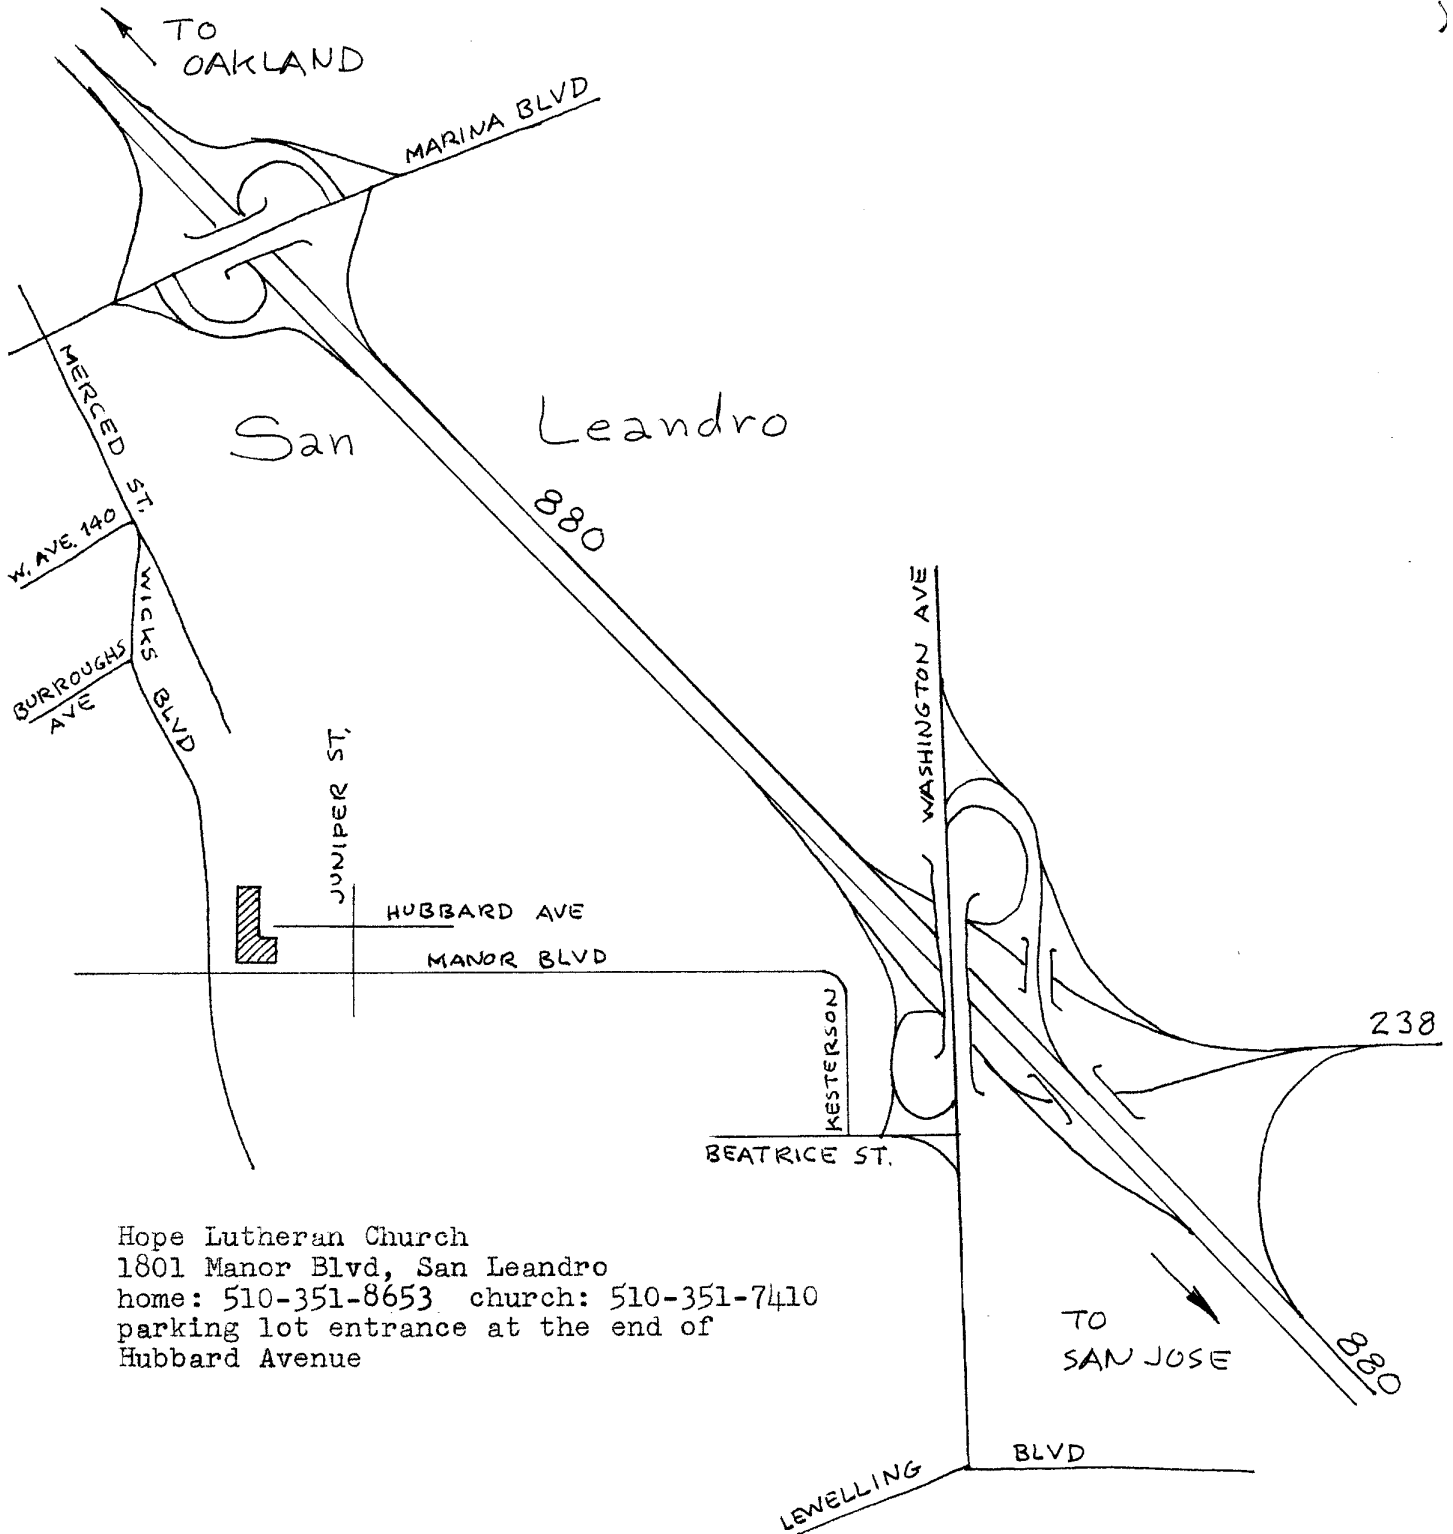 TO
OAKLAND
MARINA BLVD
MERCED ST.
San Leandro
880
W. AVE. 140
WICKS BLVD
BURROUGHS
AVE
WASHINGTON AVE
JUNIPER ST.
HUBBARD AVE
MANOR BLVD
KESTERSON
238
BEATRICE ST.
Hope Lutheran Church
1801 Manor Blvd, San Leandro
home: 510-351-8653 church: 510-351-7410
parking lot entrance at the end of
Hubbard Avenue
TO
SAN JOSE
880
LEWELLING BLVD